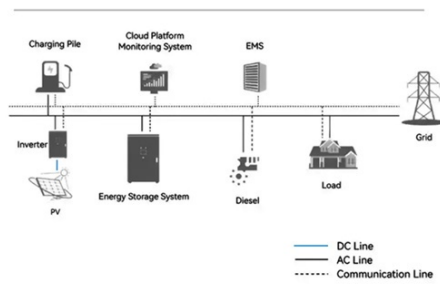 Charging Pile
Cloud Platform
Monitoring System
EMS
Grid
Inverter
PV
Energy Storage System
Diesel
Load
DC Line
AC Line
Communication Line